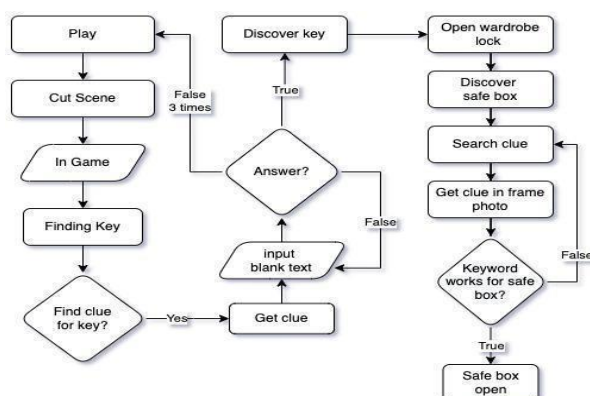 Play
Cut Scene
In Game
Finding Key
Find clue
for key?
Yes
Get clue
input
blank text
Answer?
False
False
3 times
True
Discover key
Open wardrobe
lock
Discover
safe box
Search clue
Get clue in frame
photo
Keyword
works for safe
box?
False
True
Safe box
open